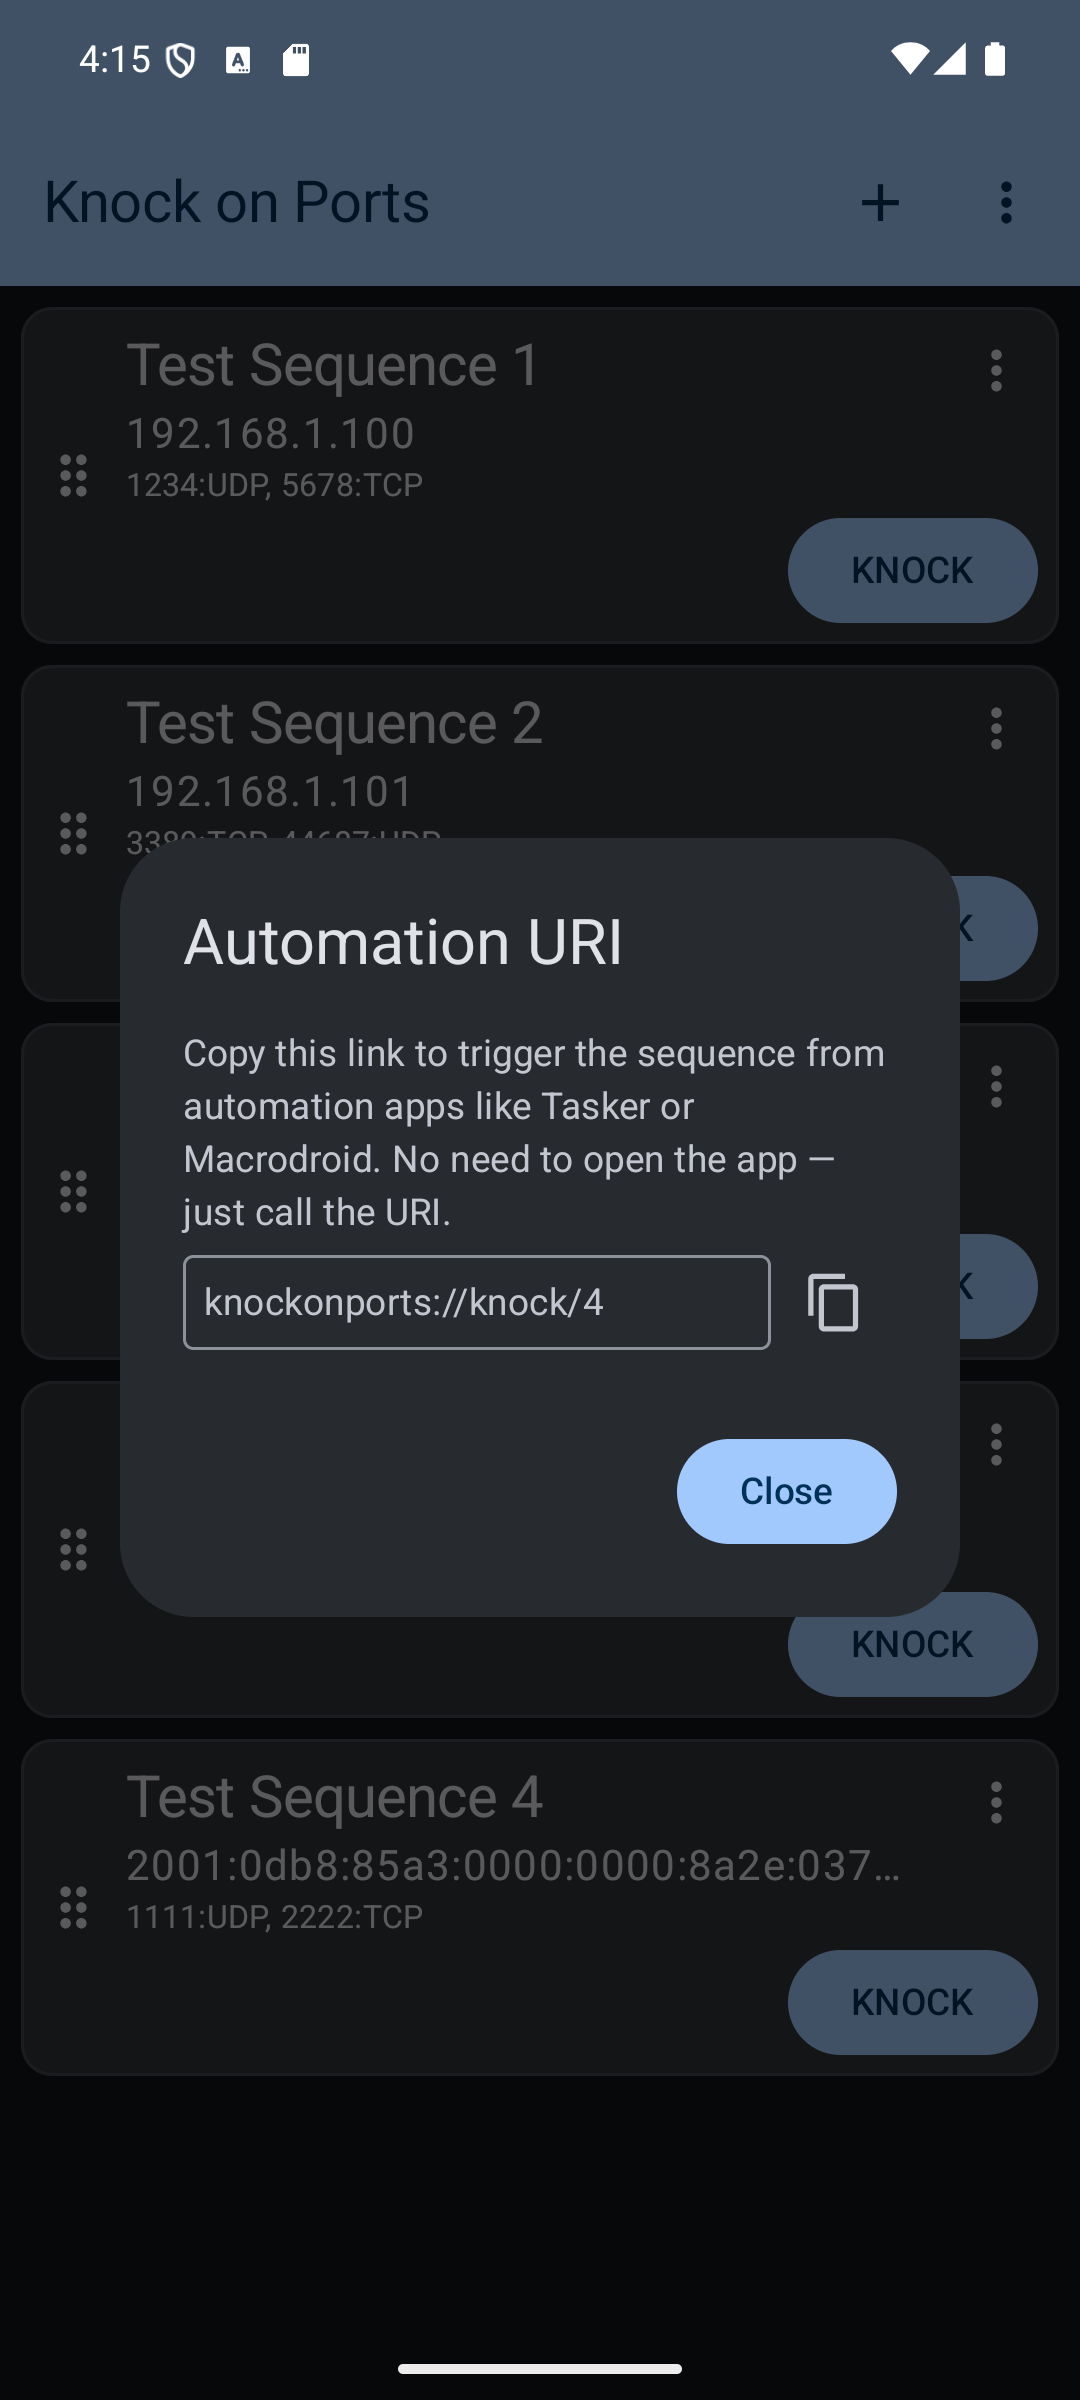 4:15
Knock on Ports
Test Sequence 1
192.168.1.100
1234:UDP, 5678:TCP
KNOCK
Test Sequence 2
192.168.1.101
Automation URI
Copy this link to trigger the sequence from
automation apps like Tasker or
Macrodroid. No need to open the app —
just call the URI.
knockonports://knock/4
Close
KNOCK
Test Sequence 4
2001:0db8:85a3:0000:0000:8a2e:037…
1111:UDP, 2222:TCP
KNOCK